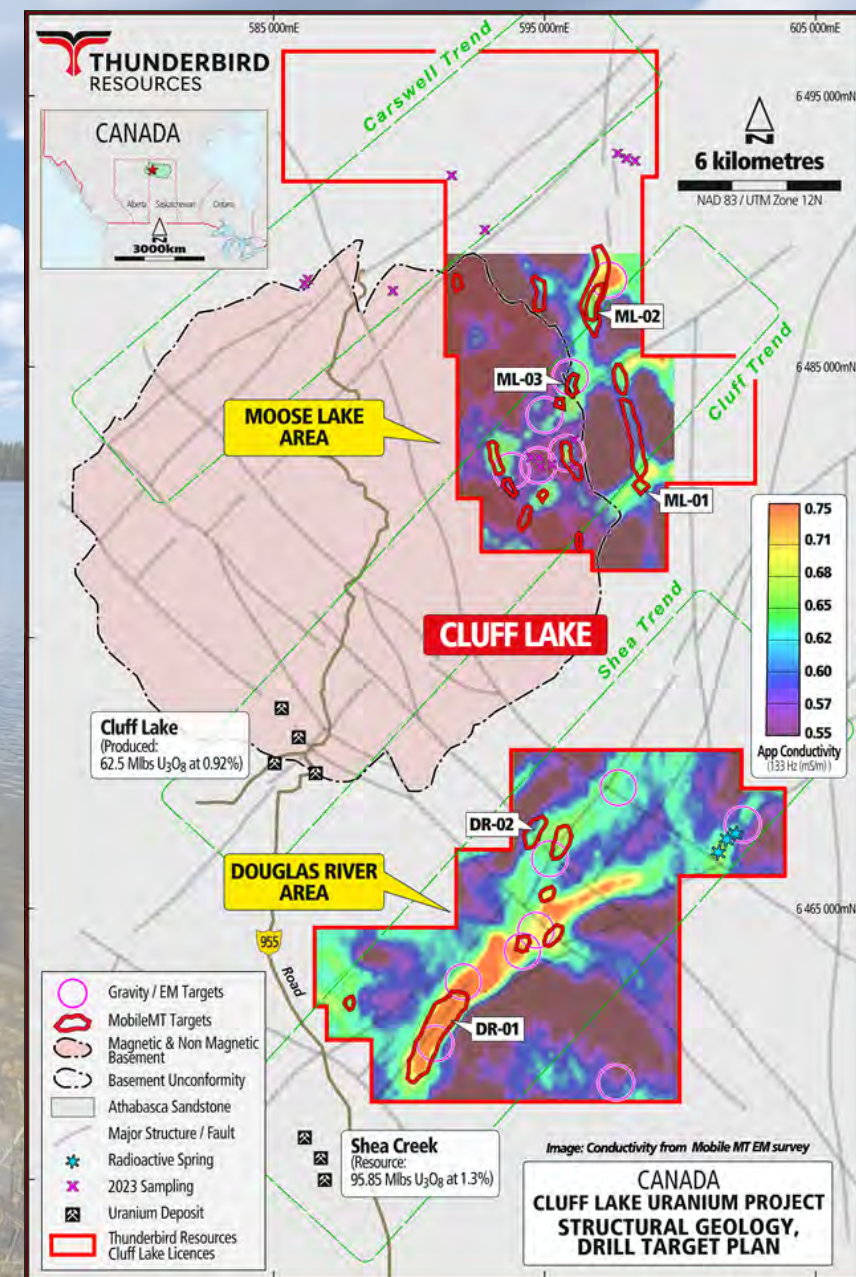 585 000mE
595 000mE
605 000mE
THUNDERBIRD
RESOURCES
CANADA
Alberta
Saskatchewan
Ontario
N
3000km
Carswell Trend
6 495 000mN
N
6 kilometres
NAD 83 / UTM Zone 12N
ML-02
ML-03
6 485 000mN
Cluff Trend
MOOSE LAKE
AREA
ML-01
0.75
0.71
0.68
0.65
0.62
0.60
0.57
0.55
App Conductivity
(133 Hz (mS/m) )
Shea Trend
CLUFF LAKE
Cluff Lake
(Produced:
62.5 Mlbs U₃O₈ at 0.92%)
DR-02
DOUGLAS RIVER
AREA
6 465 000mN
955
Road
DR-01
Gravity / EM Targets
MobileMT Targets
Magnetic & Non Magnetic
Basement
Basement Unconformity
Athabasca Sandstone
Major Structure / Fault
Radioactive Spring
2023 Sampling
Uranium Deposit
Thunderbird Resources
Cluff Lake Licences
Shea Creek
(Resource:
95.85 Mlbs U₃O₈ at 1.3%)
Image: Conductivity from Mobile MT EM survey
CANADA
CLUFF LAKE URANIUM PROJECT
STRUCTURAL GEOLOGY,
DRILL TARGET PLAN